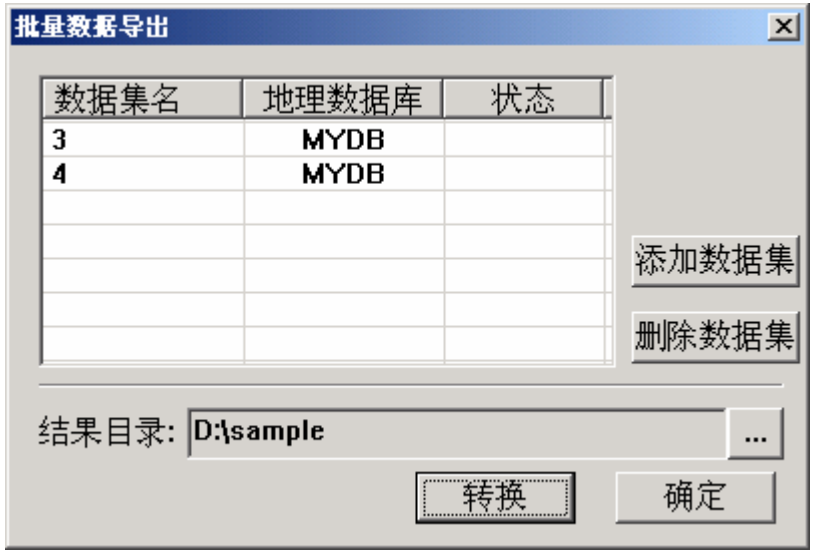 批量数据导出
数据集名 地理数据库 状态
3 MYDB
4 MYDB
添加数据集
删除数据集
结果目录: D:\sample ...
转换 确定